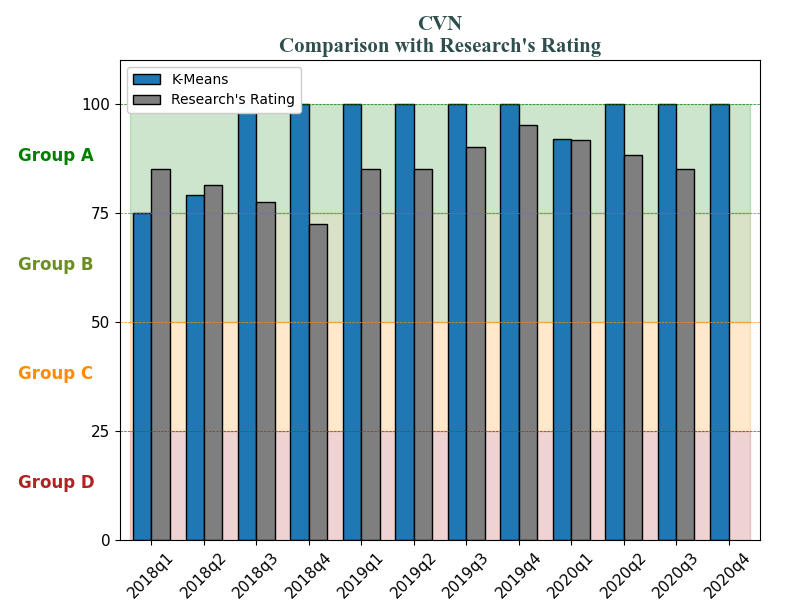 CVN
Comparison with Research's Rating
K-Means
Research's Rating
100
Group A
75
Group B
50
Group C
25
Group D
0
2018q1
2018q2
2018q3
2018q4
2019q1
2019q2
2019q3
2019q4
2020q1
2020q2
2020q3
2020q4